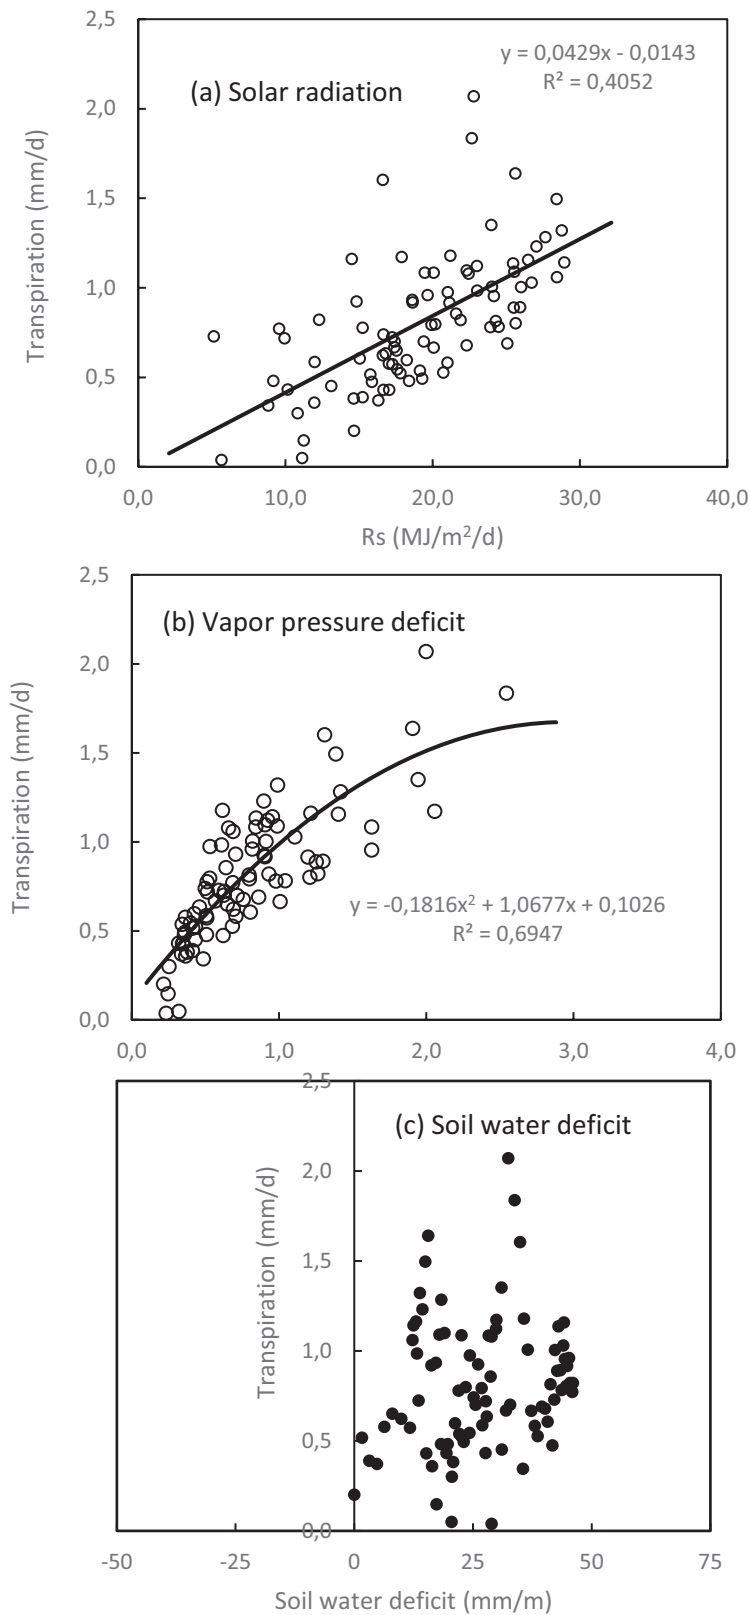 2,5
y = 0,0429x - 0,0143
R² = 0,4052
(a) Solar radiation
2,0
1,5
1,0
0,5
0,0
Transpiration (mm/d)
0,0 10,0 20,0 30,0 40,0
Rs (MJ/m²/d)
2,5
(b) Vapor pressure deficit
2,0
1,5
1,0
0,5
0,0
Transpiration (mm/d)
y = -0,1816x² + 1,0677x + 0,1026
R² = 0,6947
0,0 1,0 2,0 3,0 4,0
2,5
(c) Soil water deficit
2,0
1,5
1,0
0,5
0,0
Transpiration (mm/d)
-50 -25 0 25 50 75
Soil water deficit (mm/m)